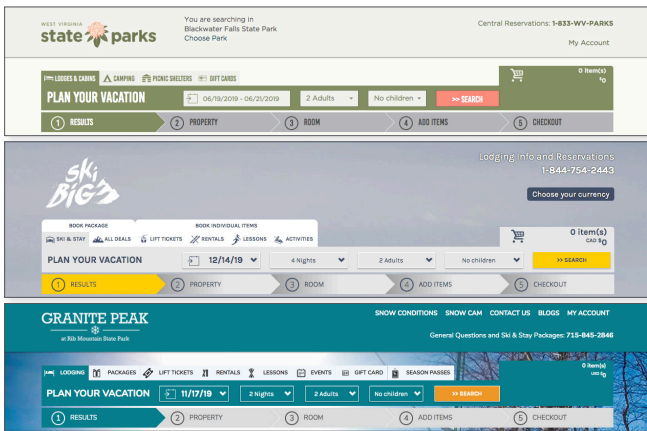 WEST VIRGINIA
state parks
You are searching in
Blackwater Falls State Park
Choose Park
Central Reservations: 1-833-WV-PARKS
My Account
LODGES & CABINS CAMPING PICNIC SHELTERS GIFT CARDS
0 Item(s)
$0
PLAN YOUR VACATION 06/19/2019 - 06/21/2019 2 Adults No children >> SEARCH
1 RESULTS 2 PROPERTY 3 ROOM 4 ADD ITEMS 5 CHECKOUT
Ski
BiG3
Lodging Info and Reservations
1-844-754-2443
Choose your currency
BOOK PACKAGE BOOK INDIVIDUAL ITEMS
SKI & STAY ALL DEALS LIFT TICKETS RENTALS LESSONS ACTIVITIES
0 item(s)
CAD $0
PLAN YOUR VACATION 12/14/19 4 Nights 2 Adults No children >> SEARCH
1 RESULTS 2 PROPERTY 3 ROOM 4 ADD ITEMS 5 CHECKOUT
GRANITE PEAK
at Rib Mountain State Park
SNOW CONDITIONS SNOW CAM CONTACT US BLOGS MY ACCOUNT
General Questions and Ski & Stay Packages: 715-845-2846
LODGING PACKAGES LIFT TICKETS RENTALS LESSONS EVENTS GIFT CARD SEASON PASSES
0 Item(s)
USD $0
PLAN YOUR VACATION 11/17/19 2 Nights 2 Adults No children >> SEARCH
1 RESULTS 2 PROPERTY 3 ROOM 4 ADD ITEMS 5 CHECKOUT